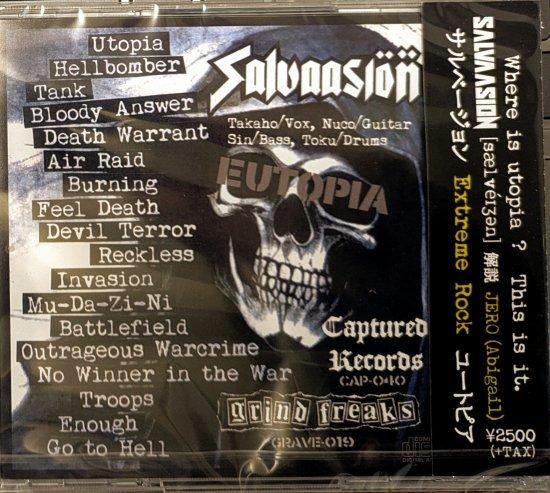 Utopia
Hellbomber
Tank
Bloody Answer
Death Warrant
Air Raid
Burning
Feel Death
Devil Terror
Reckless
Invasion
Mu-Da-Zi-Ni
Battlefield
Outrageous Warcrime
No Winner in the War
Troops
Enough
Go to Hell
Salvaasiöñ
Takaho/Vox, Nuco/Guitar
Sin/Bass, Toku/Drums
EUTOPIA
Captured
Records
CAP-040
grind freaks
GRAVE-019
Where is utopia ? This is it.
SALVAASION [sælvéiʒən] 解説 JERO (Abigail)
サルベージョン Extreme Rock ユートピア
¥2500
(+TAX)